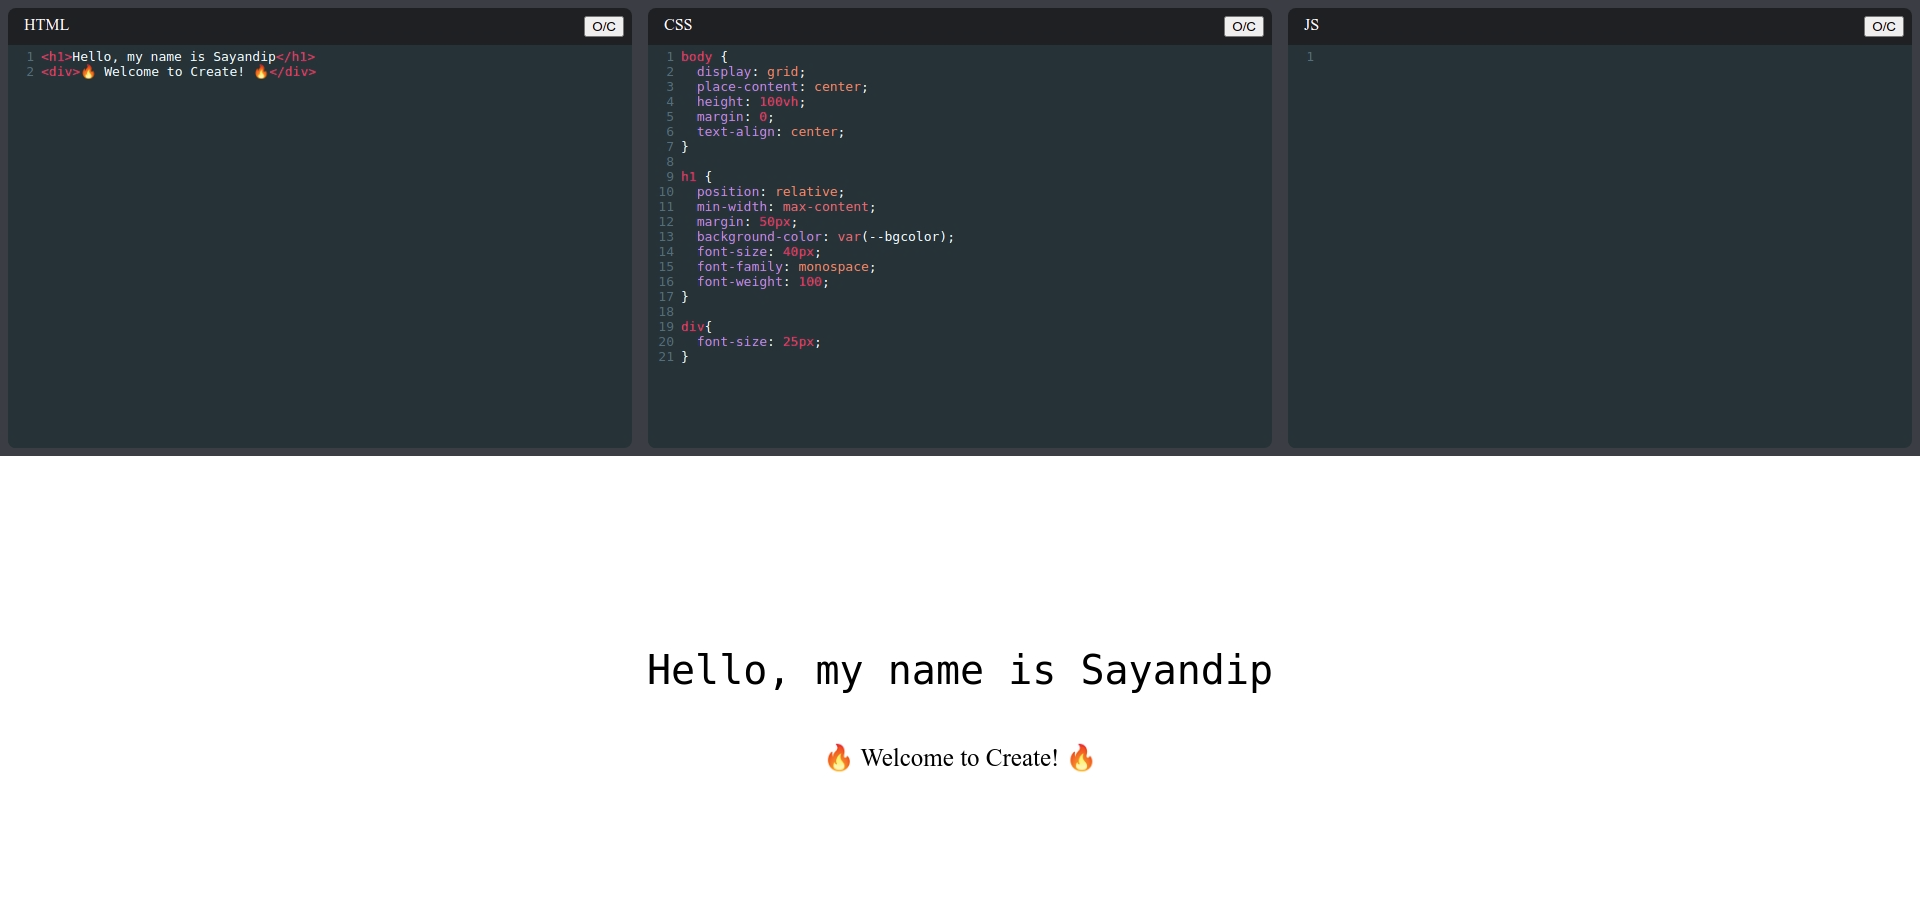 HTML
O/C
1 <h1>Hello, my name is Sayandip</h1>
2 <div>🔥 Welcome to Create! 🔥</div>
CSS
O/C
1 body {
2   display: grid;
3   place-content: center;
4   height: 100vh;
5   margin: 0;
6   text-align: center;
7 }
8
9 h1 {
10   position: relative;
11   min-width: max-content;
12   margin: 50px;
13   background-color: var(--bgcolor);
14   font-size: 40px;
15   font-family: monospace;
16   font-weight: 100;
17 }
18
19 div{
20   font-size: 25px;
21 }
JS
O/C
1
Hello, my name is Sayandip
🔥 Welcome to Create! 🔥